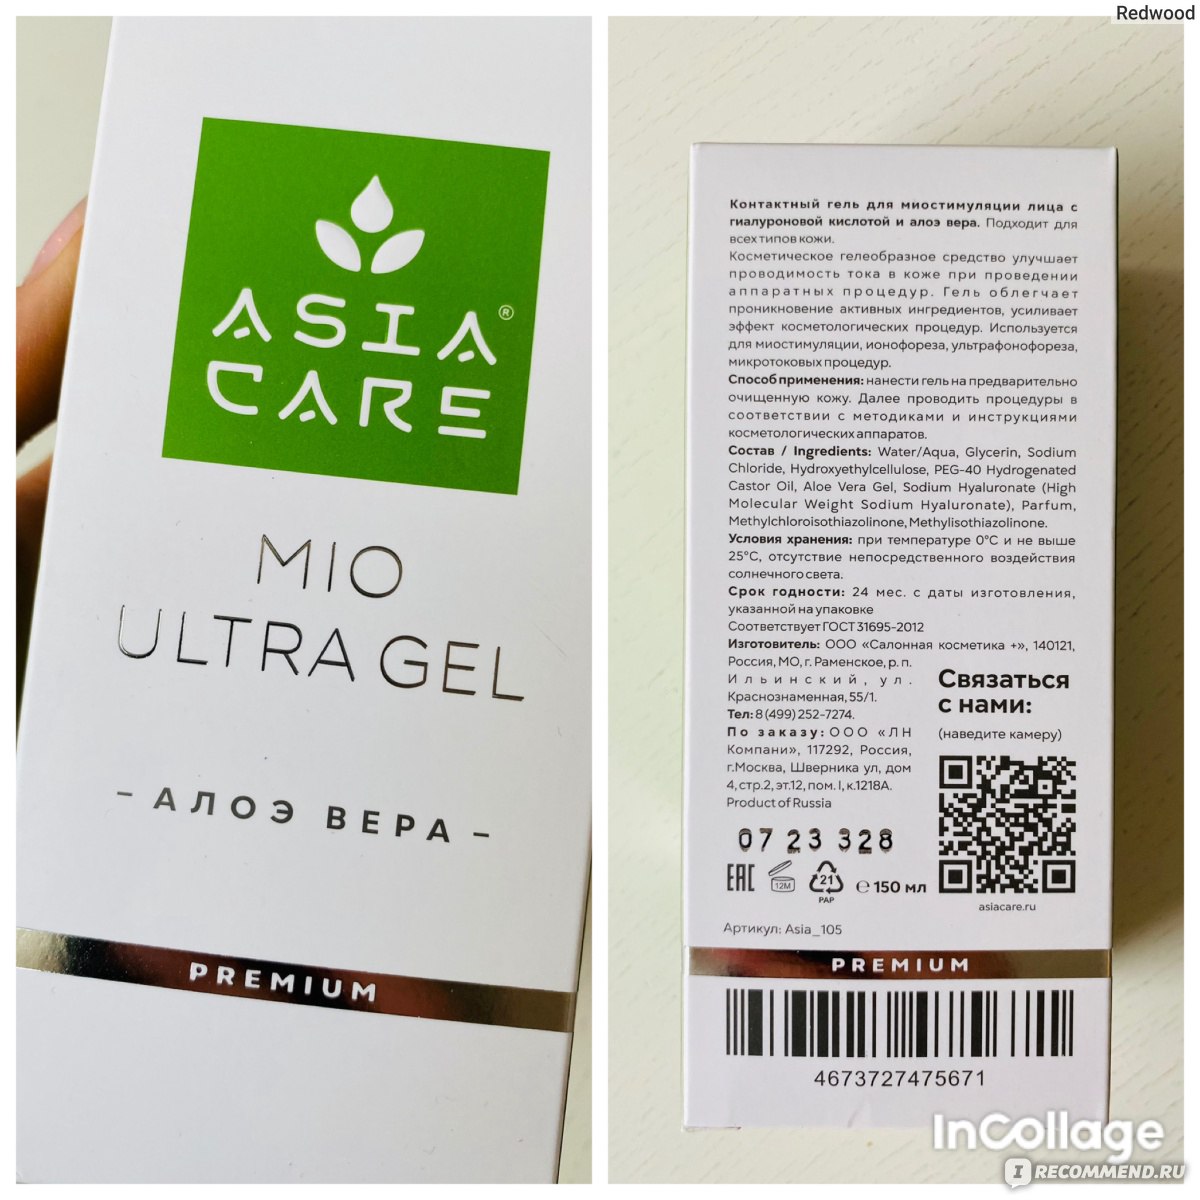 Redwood
ASIA
CARE
®
MIO
ULTRA GEL
– АЛОЭ ВЕРА –
PREMIUM
Контактный гель для миостимуляции лица с
гиалуроновой кислотой и алоэ вера. Подходит для
всех типов кожи.
Косметическое гелеобразное средство улучшает
проводимость тока в коже при проведении
аппаратных процедур. Гель облегчает
проникновение активных ингредиентов, усиливает
эффект косметологических процедур. Используется
для миостимуляции, ионофореза, ультрафонофореза,
микротоковых процедур.
Способ применения: нанести гель на предварительно
очищенную кожу. Далее проводить процедуры в
соответствии с методиками и инструкциями
косметологических аппаратов.
Состав / Ingredients: Water/Aqua, Glycerin, Sodium
Chloride, Hydroxyethylcellulose, PEG-40 Hydrogenated
Castor Oil, Aloe Vera Gel, Sodium Hyaluronate (High
Molecular Weight Sodium Hyaluronate), Parfum,
Methylchloroisothiazolinone, Methylisothiazolinone.
Условия хранения: при температуре 0°C и не выше
25°C, отсутствие непосредственного воздействия
солнечного света.
Срок годности: 24 мес. с даты изготовления,
указанной на упаковке
Соответствует ГОСТ 31695-2012
Изготовитель: ООО «Салонная косметика +», 140121,
Россия, МО, г. Раменское, р. п.
Ильинский, ул.
Краснознаменная, 55/1.
Тел: 8 (499) 252-7274.
По заказу: ООО «ЛН
Компани», 117292, Россия,
г.Москва, Шверника ул, дом
4, стр.2, эт.12, пом. I, к.1218А.
Product of Russia
Связаться
с нами:
(наведите камеру)
asiacare.ru
07 23 328
EAC
12M
21
PAP
℮ 150 мл
Артикул: Asia_105
PREMIUM
4673727475671
InCollage
I RECOMMEND.RU